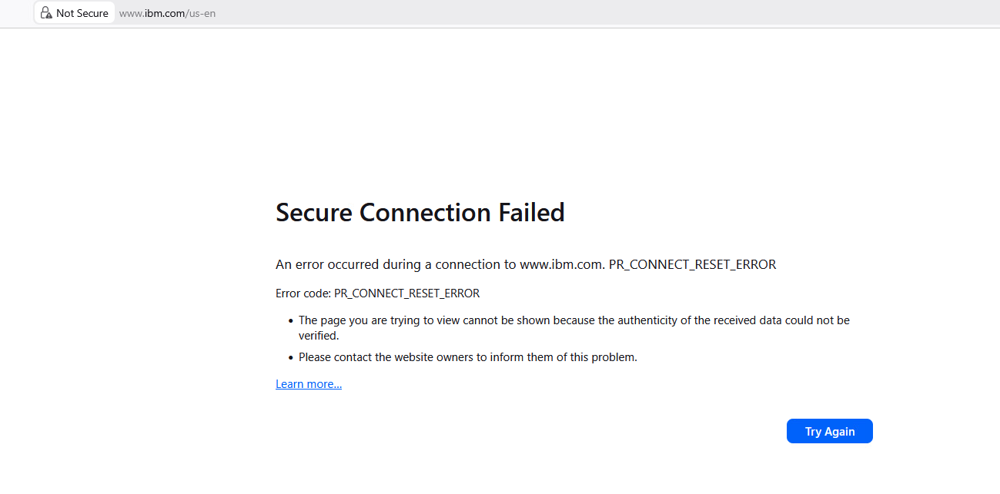 Not Secure www.ibm.com/us-en
Secure Connection Failed
An error occurred during a connection to www.ibm.com. PR_CONNECT_RESET_ERROR
Error code: PR_CONNECT_RESET_ERROR
• The page you are trying to view cannot be shown because the authenticity of the received data could not be
verified.
• Please contact the website owners to inform them of this problem.
Learn more…
Try Again